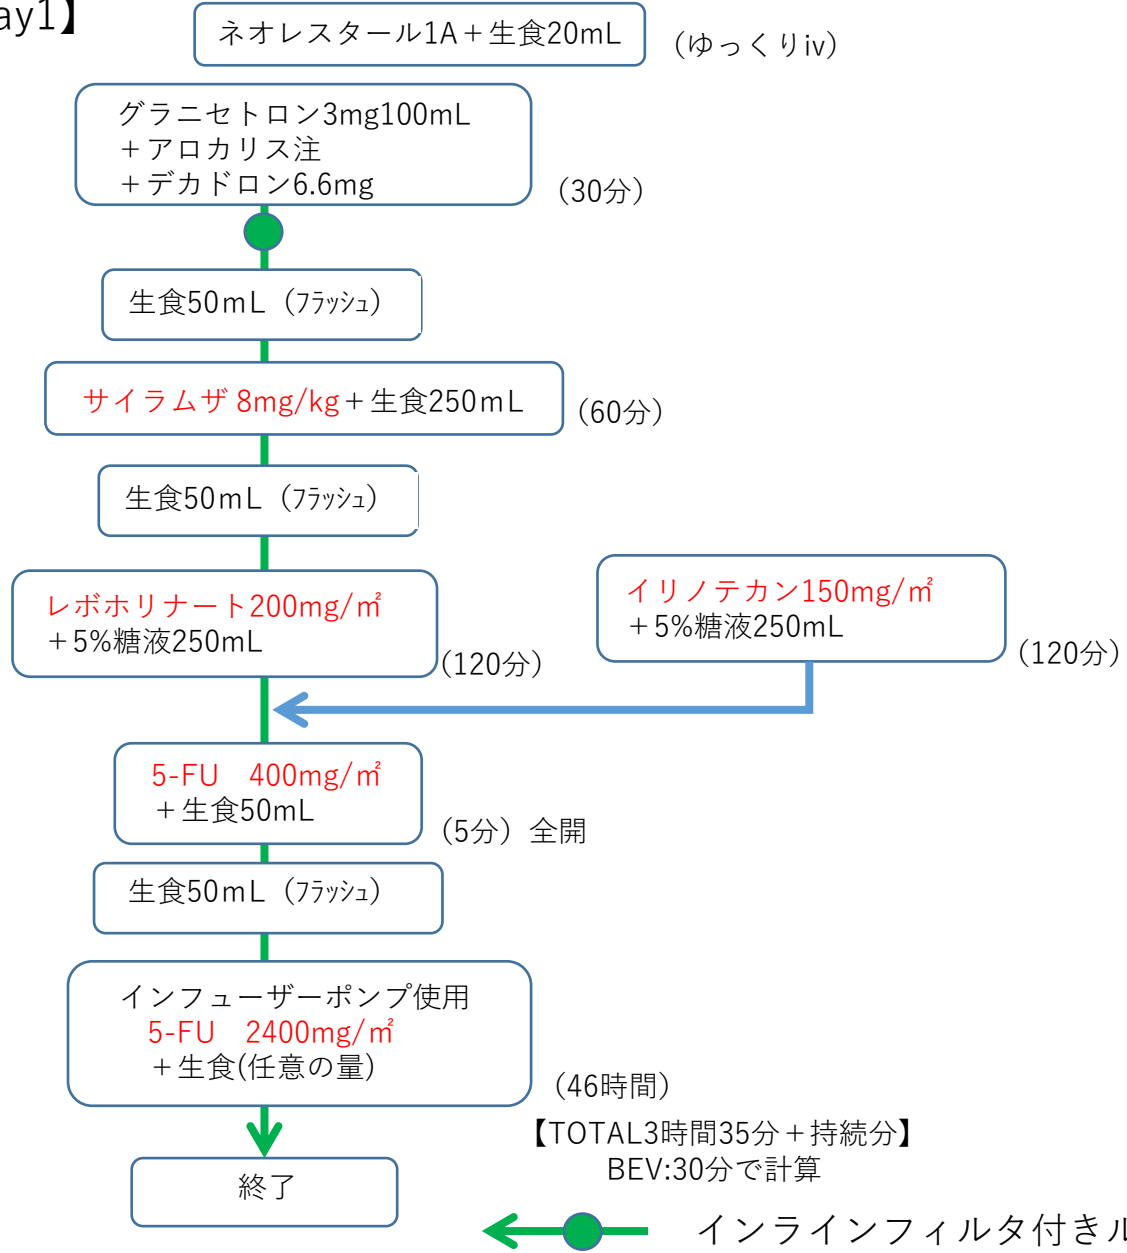 ay1】
ネオレスタール1A＋生食20mL
（ゆっくりiv）
グラニセトロン3mg100mL
＋アロカリス注
＋デカドロン6.6mg
（30分）
生食50ｍL（ﾌﾗｯｼｭ）
サイラムザ 8mg/kg＋生食250ｍL
（60分）
生食50ｍL（ﾌﾗｯｼｭ）
レボホリナート200mg/㎡
＋5%糖液250mL
（120分）
イリノテカン150mg/㎡
＋5%糖液250mL
（120分）
5-FU　400mg/㎡
＋生食50mL
（5分）全開
生食50ｍL（ﾌﾗｯｼｭ）
インフューザーポンプ使用
5-FU　2400mg/㎡
＋生食(任意の量)
（46時間）
【TOTAL3時間35分＋持続分】
BEV:30分で計算
終了
インラインフィルタ付きル